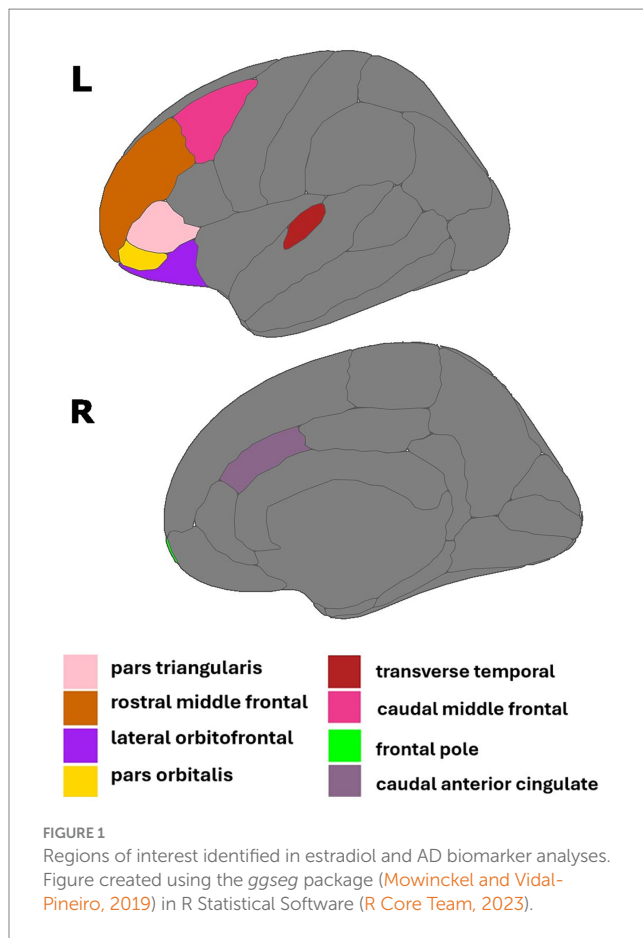 L
R
pars triangularis
rostral middle frontal
lateral orbitofrontal
pars orbitalis
transverse temporal
caudal middle frontal
frontal pole
caudal anterior cingulate
FIGURE 1
Regions of interest identified in estradiol and AD biomarker analyses.
Figure created using the ggseg package (Mowinckel and Vidal-
Pineiro, 2019) in R Statistical Software (R Core Team, 2023).